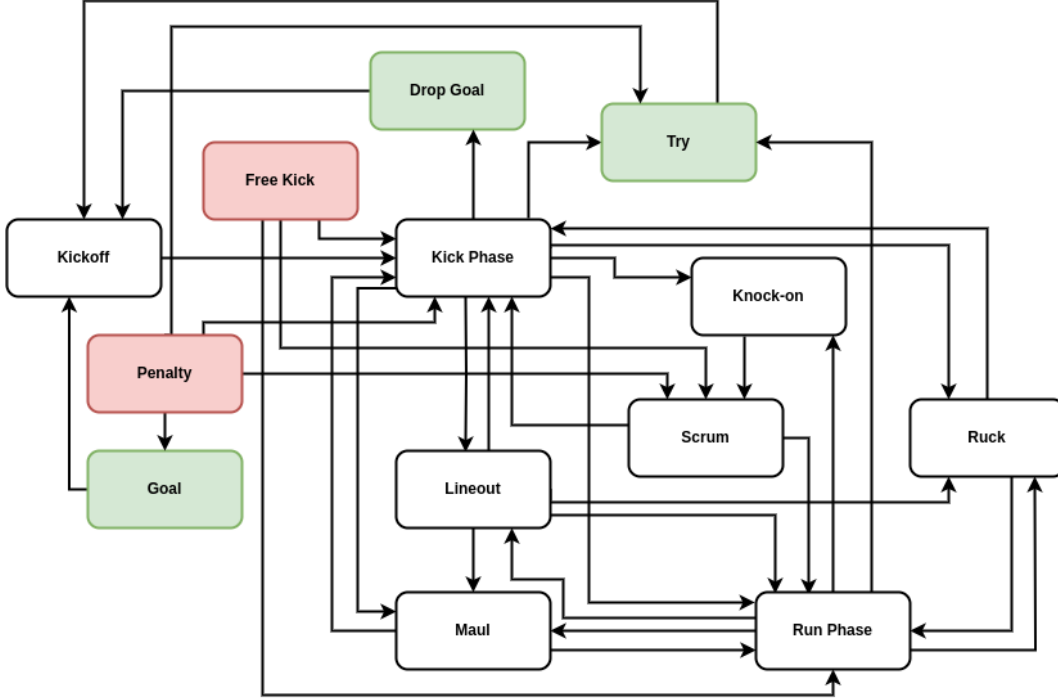 Drop Goal
Try
Free Kick
Kickoff
Kick Phase
Knock-on
Penalty
Scrum
Ruck
Goal
Lineout
Maul
Run Phase